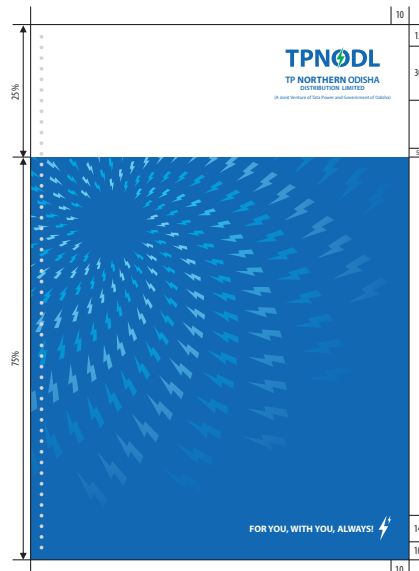 10
TPNODL
25%
TP NORTHERN ODISHA
DISTRIBUTION LIMITED
(A Joint Venture of Tata Power and Government of Odisha)
5
75%
FOR YOU, WITH YOU, ALWAYS!
10